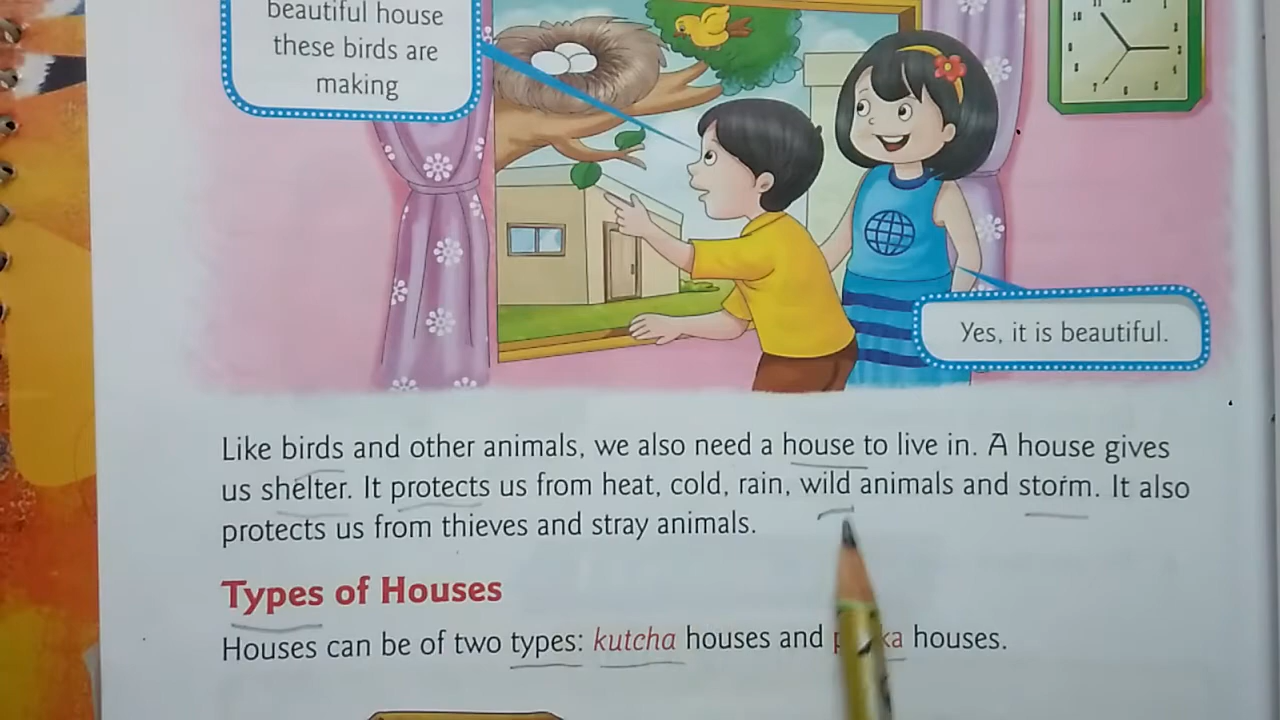 beautiful house
these birds are
making
Yes, it is beautiful.
Like birds and other animals, we also need a house to live in. A house gives
us shelter. It protects us from heat, cold, rain, wild animals and storm. It also
protects us from thieves and stray animals.
Types of Houses
Houses can be of two types: kutcha houses and houses.